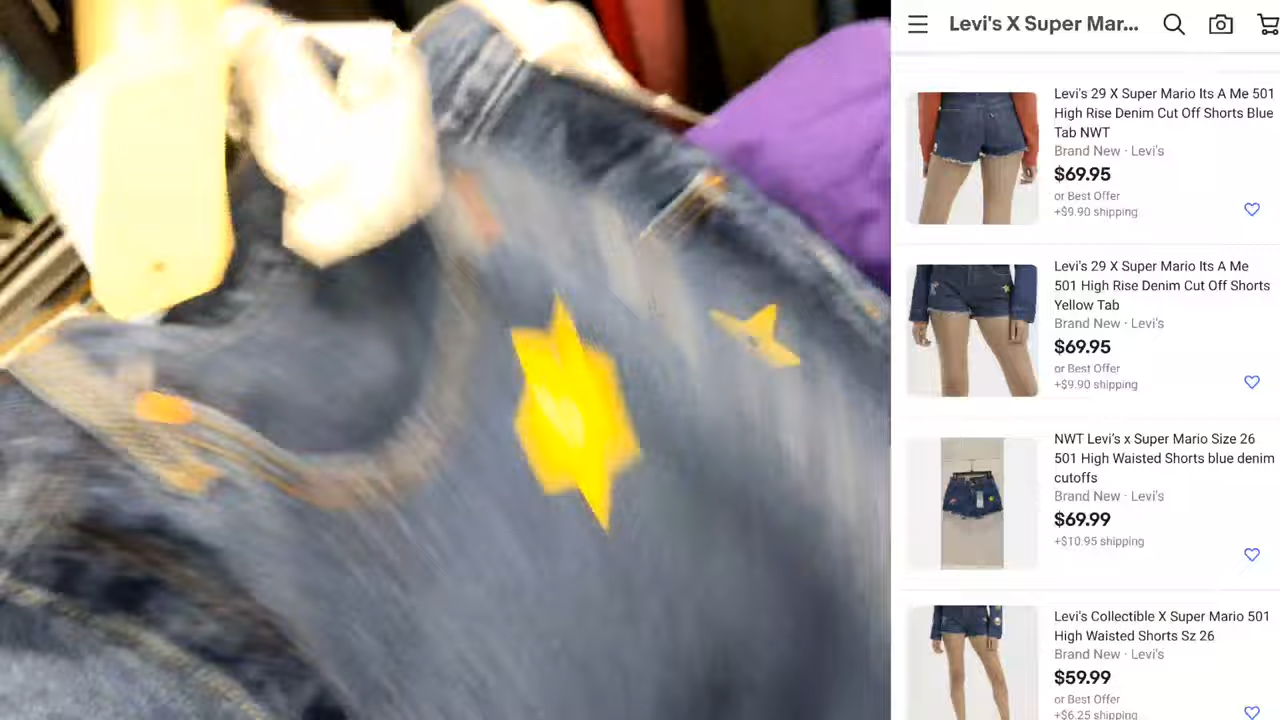 Levi's X Super Mar...
Levi's 29 X Super Mario Its A Me 501
High Rise Denim Cut Off Shorts Blue
Tab NWT
Brand New · Levi's
$69.95
or Best Offer
+$9.90 shipping
Levi's 29 X Super Mario Its A Me
501 High Rise Denim Cut Off Shorts
Yellow Tab
Brand New · Levi's
$69.95
or Best Offer
+$9.90 shipping
NWT Levi's x Super Mario Size 26
501 High Waisted Shorts blue denim
cutoffs
Brand New · Levi's
$69.99
+$10.95 shipping
Levi's Collectible X Super Mario 501
High Waisted Shorts Sz 26
Brand New · Levi's
$59.99
or Best Offer
+$6.25 shipping